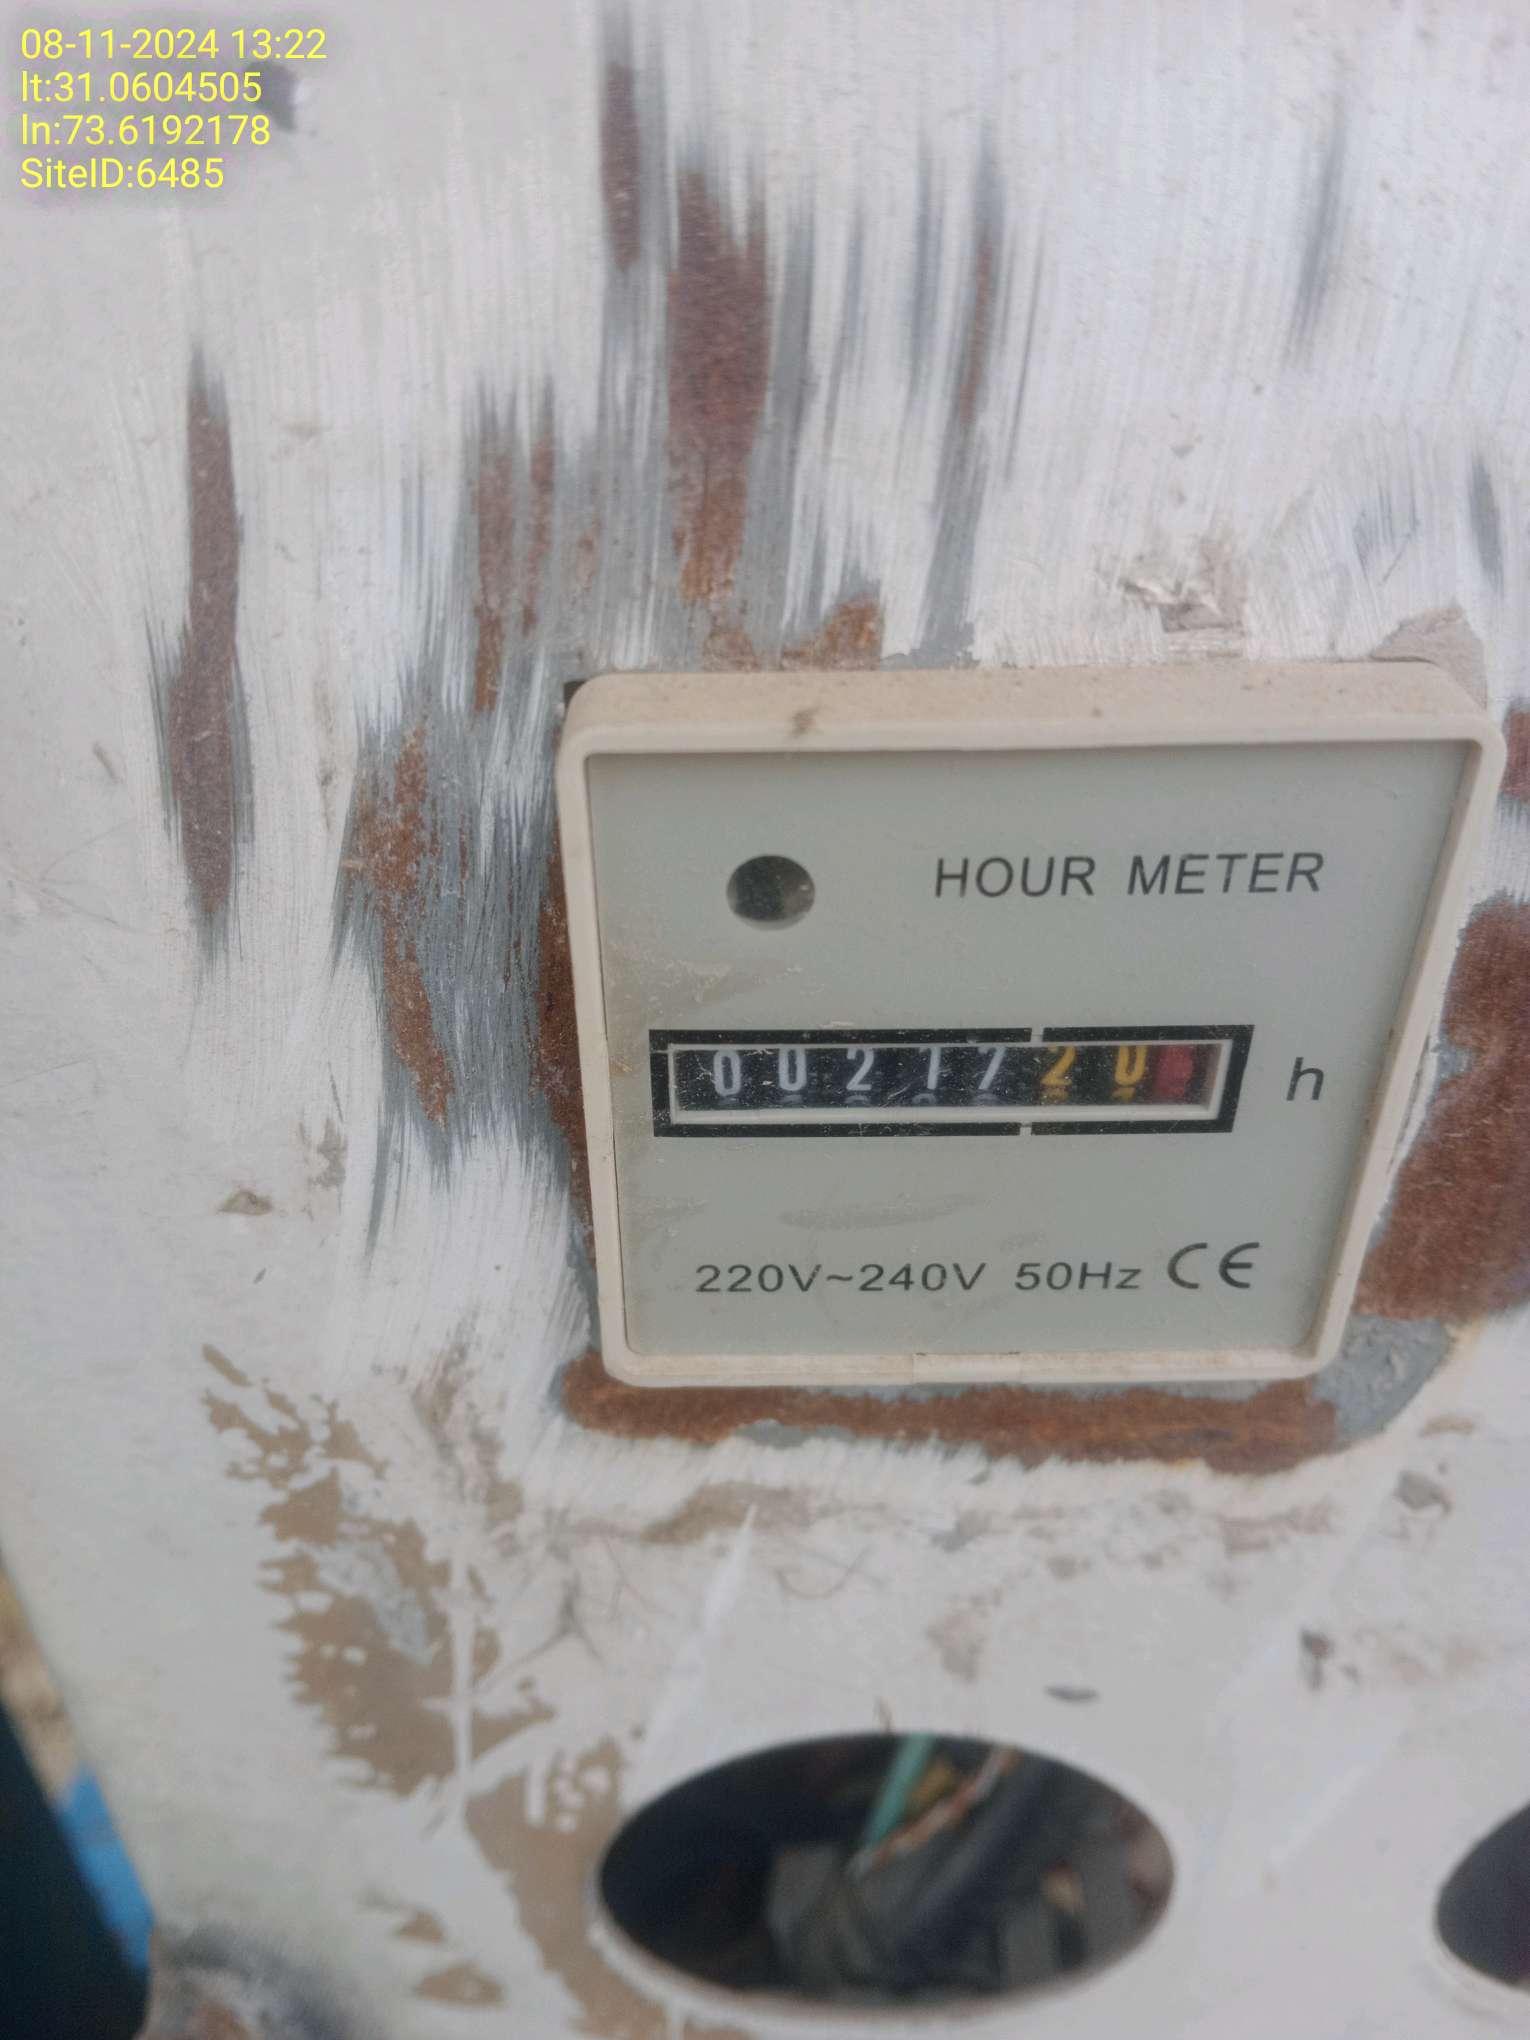 08-11-2024 13:22
lt:31.0604505
ln:73.6192178
SiteID:6485
HOUR METER
0021720
h
220V~240V 50Hz CE